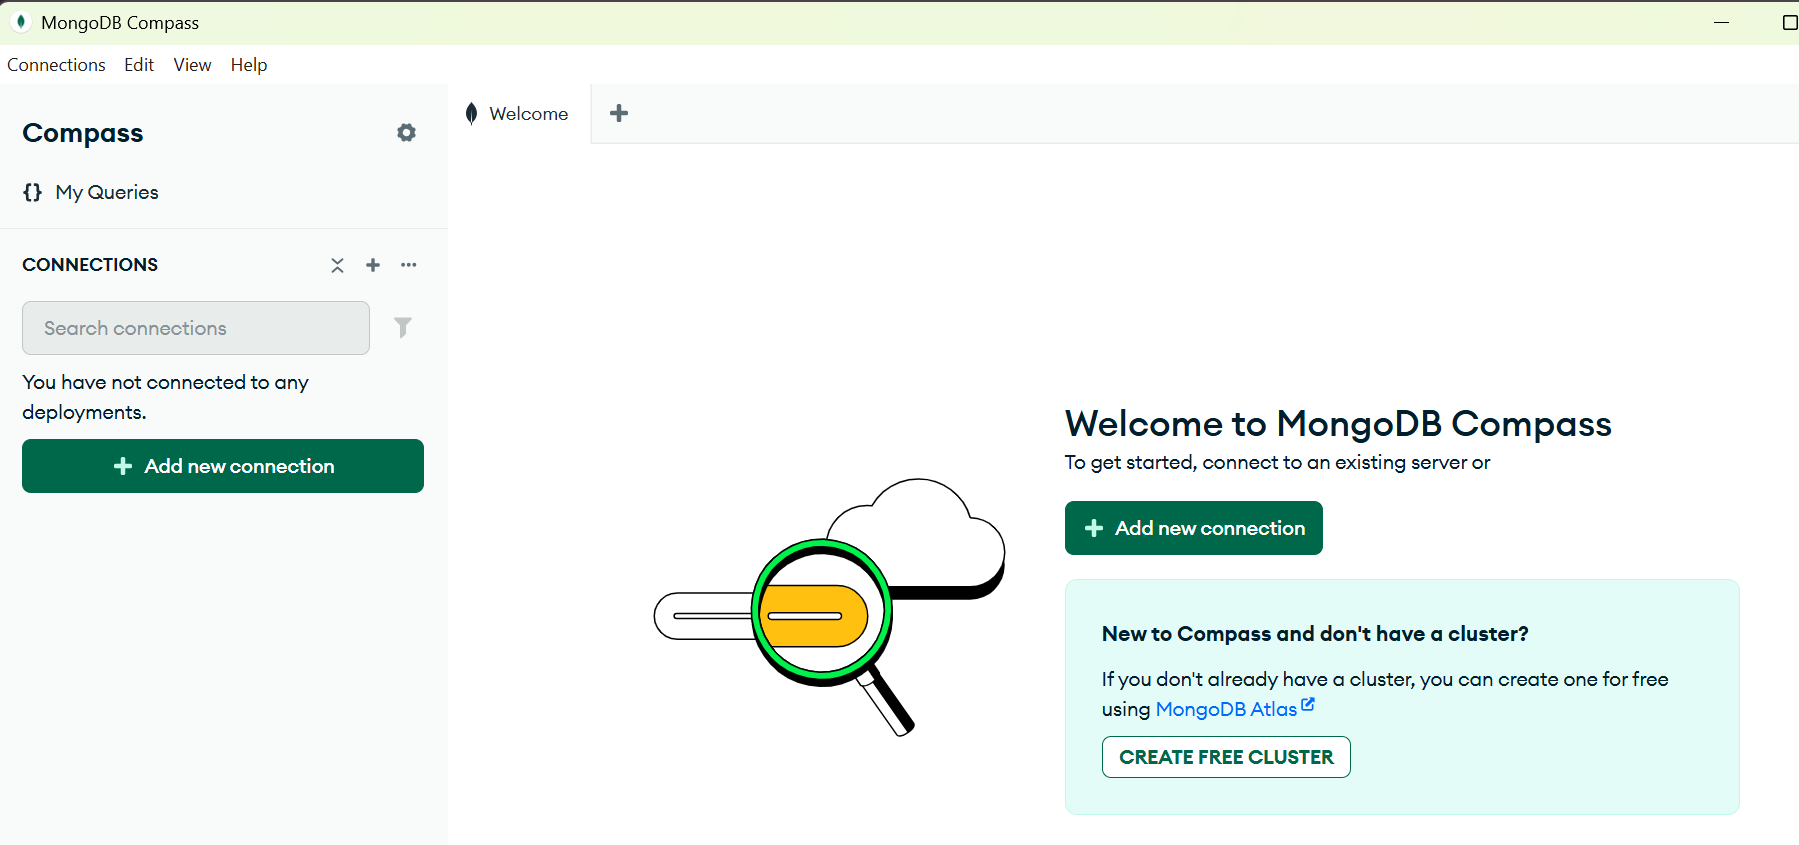 MongoDB Compass
Connections Edit View Help
Compass
My Queries
CONNECTIONS
Search connections
You have not connected to any
deployments.
Add new connection
Welcome
Welcome to MongoDB Compass
To get started, connect to an existing server or
Add new connection
New to Compass and don't have a cluster?
If you don't already have a cluster, you can create one for free
using MongoDB Atlas
CREATE FREE CLUSTER